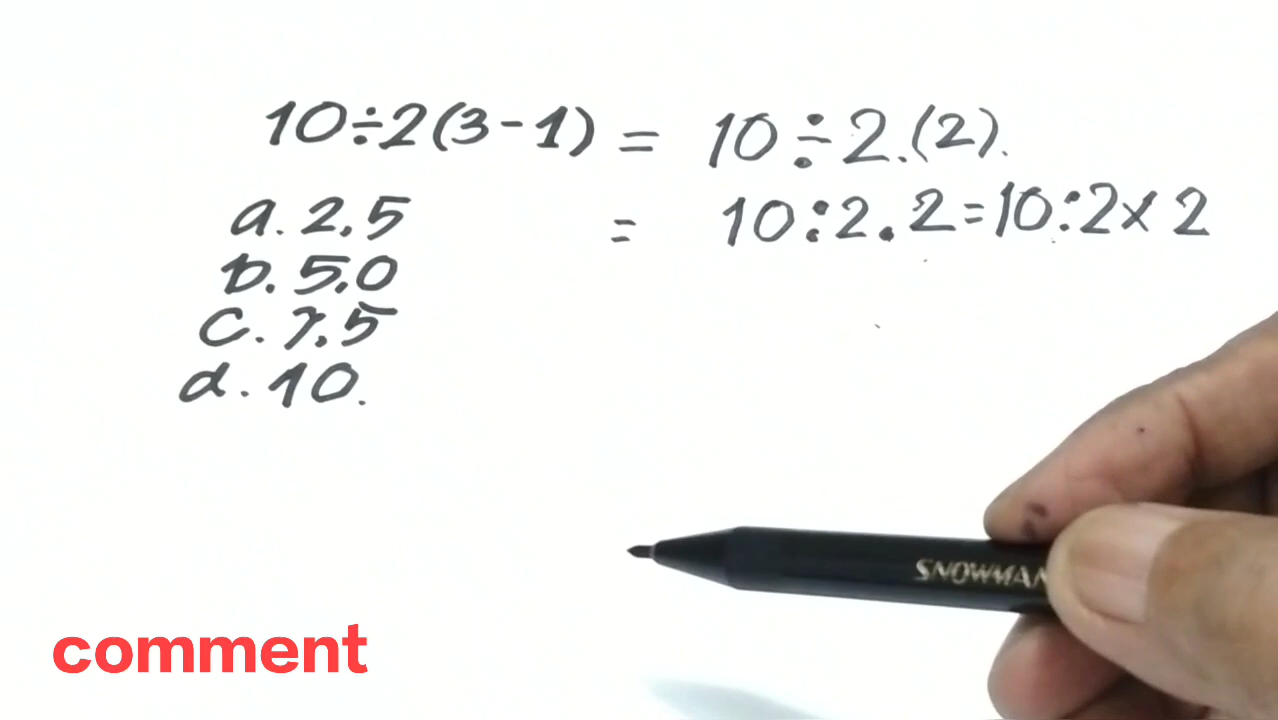 10÷2(3-1) = 10÷2.(2).
= 10:2.2=10:2×2
a. 2,5
b. 5,0
c. 7,5
d. 10.
SNOWMAN
comment